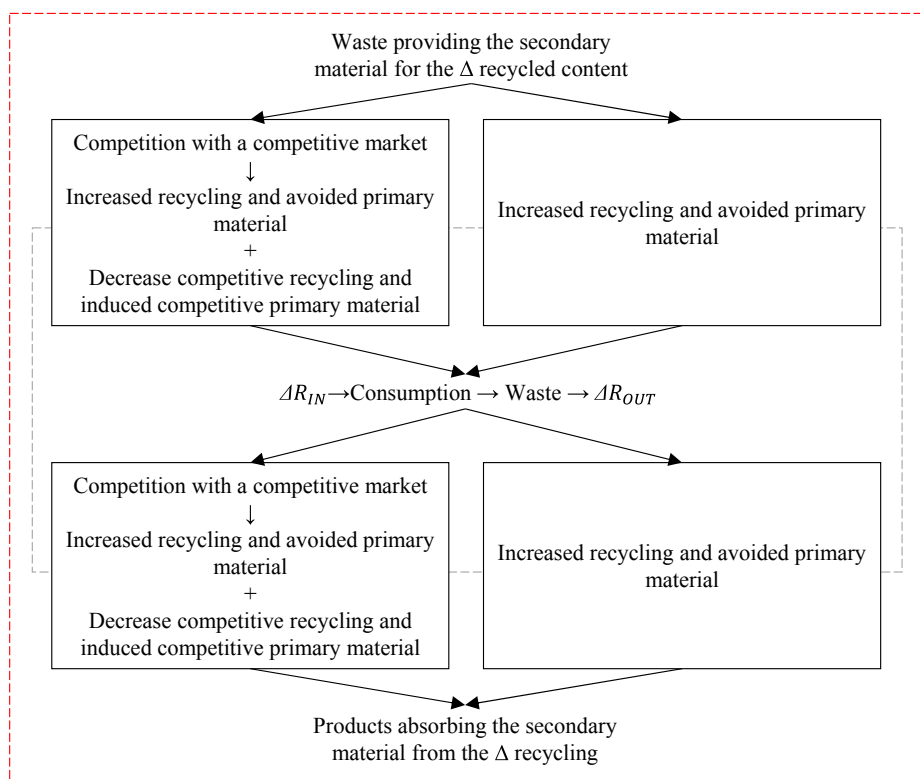 Waste providing the secondary
material for the Δ recycled content
Competition with a competitive market
↓
Increased recycling and avoided primary
material
+
Decrease competitive recycling and
induced competitive primary material
Increased recycling and avoided primary
material
ΔR_IN→Consumption → Waste → ΔR_OUT
Competition with a competitive market
↓
Increased recycling and avoided primary
material
+
Decrease competitive recycling and
induced competitive primary material
Increased recycling and avoided primary
material
Products absorbing the secondary
material from the Δ recycling